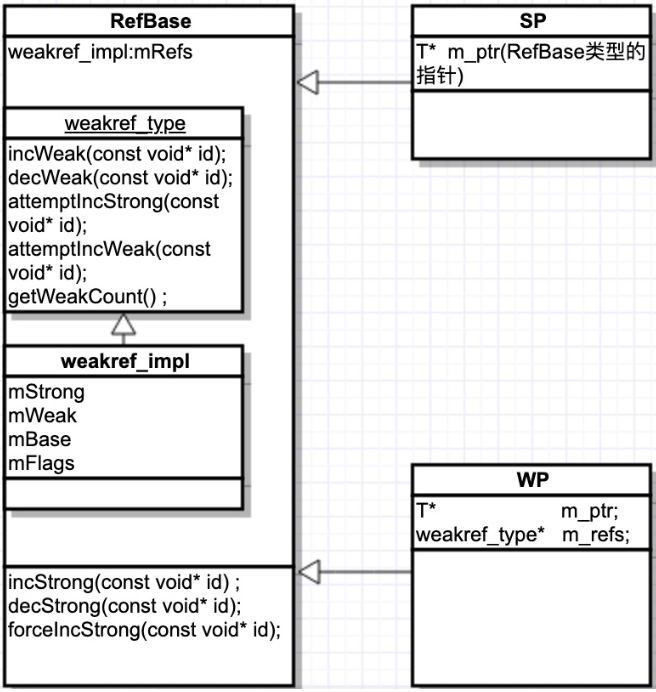 RefBase
weakref_impl:mRefs
weakref_type
incWeak(const void* id);
decWeak(const void* id);
attemptIncStrong(const
void* id);
attemptIncWeak(const
void* id);
getWeakCount() ;
weakref_impl
mStrong
mWeak
mBase
mFlags
incStrong(const void* id) ;
decStrong(const void* id);
forceIncStrong(const void* id);
SP
T* m_ptr(RefBase类型的
指针)
WP
T* m_ptr;
weakref_type* m_refs;